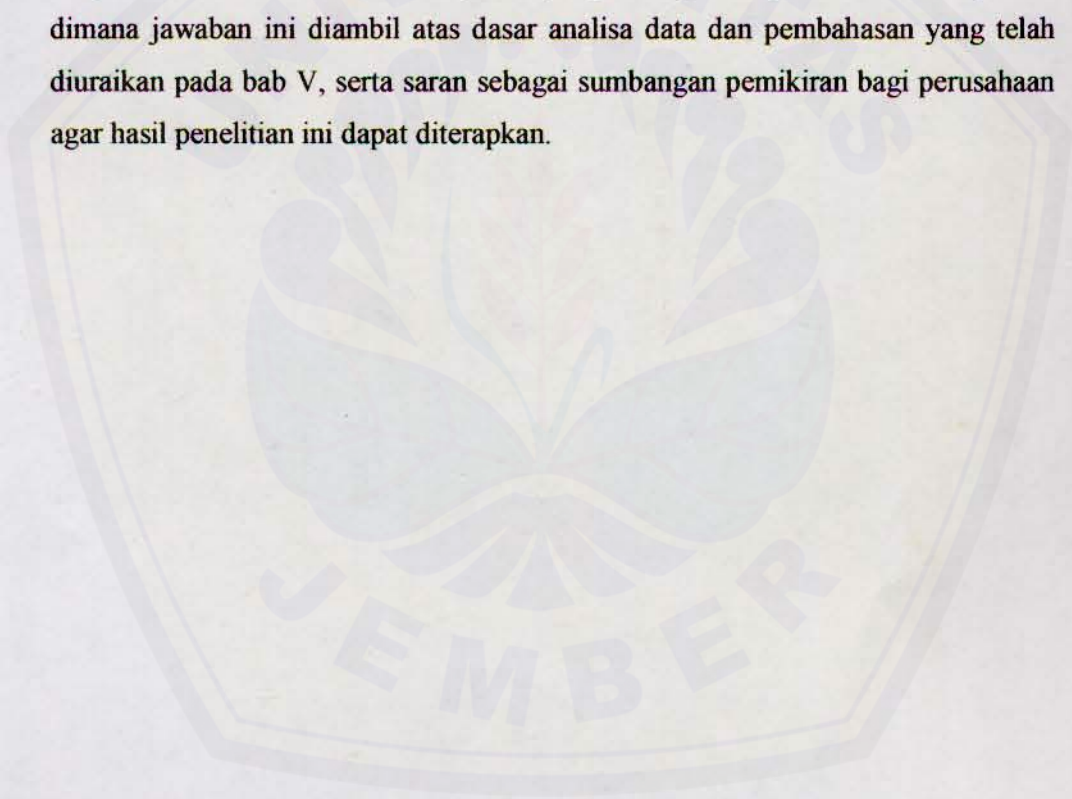 dimana jawaban ini diambil atas dasar analisa data dan pembahasan yang telah
diuraikan pada bab V, serta saran sebagai sumbangan pemikiran bagi perusahaan
agar hasil penelitian ini dapat diterapkan.
JEMBER